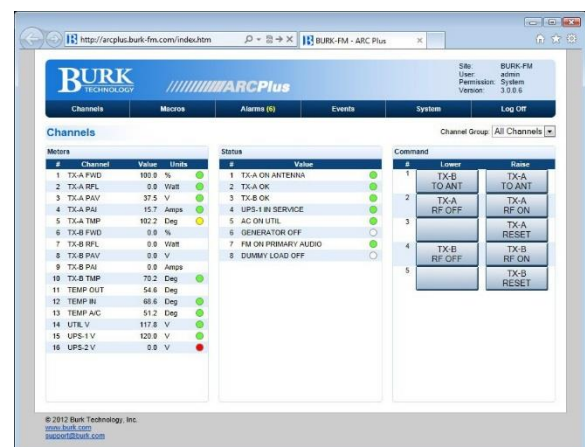 http://arcplus.burk-fm.com/index.htm
BURK-FM - ARC Plus
BURK
TECHNOLOGY
ARCPlus
Site: BURK-FM
User: admin
Permission: System
Version: 3.0.0.6
Channels Macros Alarms (6) Events System Log Off
Channels
Channel Group: All Channels
Meters
# Channel Value Units
1 TX-A FWD 100.0 %
2 TX-A RFL 0.0 Watt
3 TX-A PAV 37.5 V
4 TX-A PAI 15.7 Amps
5 TX-A TMP 102.2 Deg
6 TX-B FWD 0.0 %
7 TX-B RFL 0.0 Watt
8 TX-B PAV 0.0 V
9 TX-B PAI 0.0 Amps
10 TX-B TMP 70.2 Deg
11 TEMP OUT 54.6 Deg
12 TEMP IN 68.6 Deg
13 TEMP A/C 51.2 Deg
14 UTIL V 117.8 V
15 UPS-1 V 120.0 V
16 UPS-2 V 0.0 V
Status
# Value
1 TX-A ON ANTENNA
2 TX-A OK
3 TX-B OK
4 UPS-1 IN SERVICE
5 AC ON UTIL
6 GENERATOR OFF
7 FM ON PRIMARY AUDIO
8 DUMMY LOAD OFF
Command
# Lower Raise
1 TX-B TO ANT TX-A TO ANT
2 TX-A RF OFF TX-A RF ON
3 TX-A RESET
4 TX-B RF OFF TX-B RF ON
5 TX-B RESET
© 2012 Burk Technology, Inc.
www.burk.com
support@burk.com